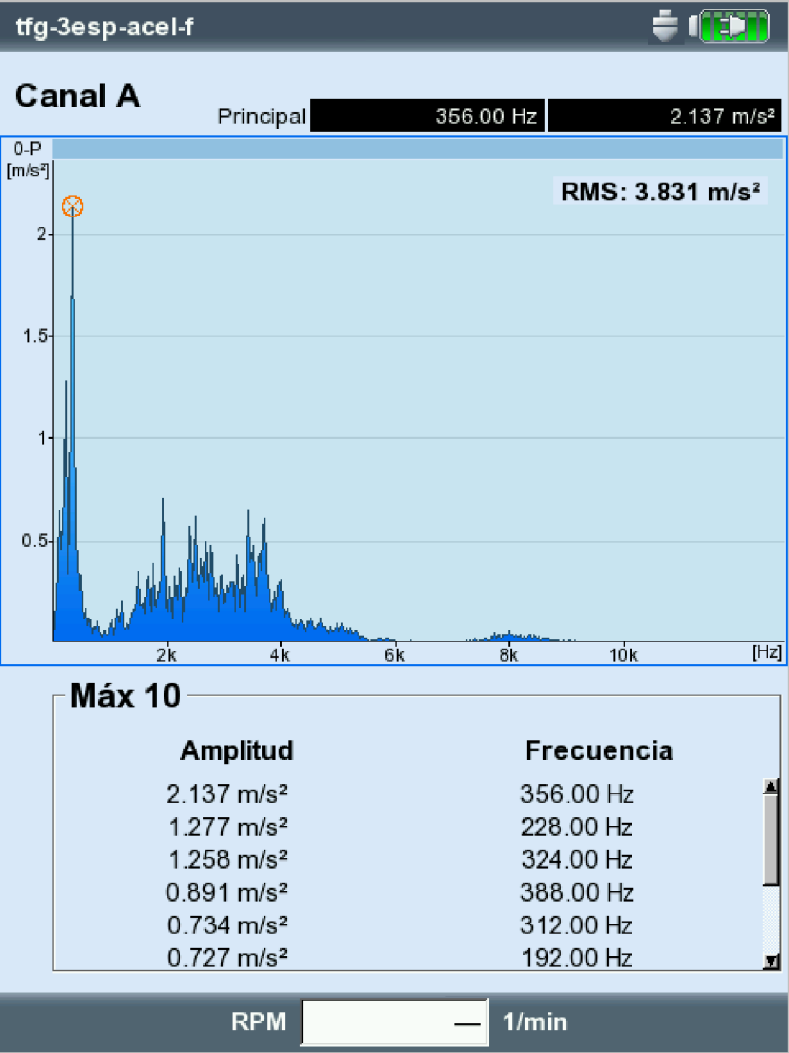 tfg-3esp-acel-f
Canal A
Principal 356.00 Hz 2.137 m/s²
0-P
[m/s²]
RMS: 3.831 m/s²
2
1.5
1
0.5
2k 4k 6k 8k 10k [Hz]
Máx 10
Amplitud Frecuencia
2.137 m/s² 356.00 Hz
1.277 m/s² 228.00 Hz
1.258 m/s² 324.00 Hz
0.891 m/s² 388.00 Hz
0.734 m/s² 312.00 Hz
0.727 m/s² 192.00 Hz
RPM — 1/min